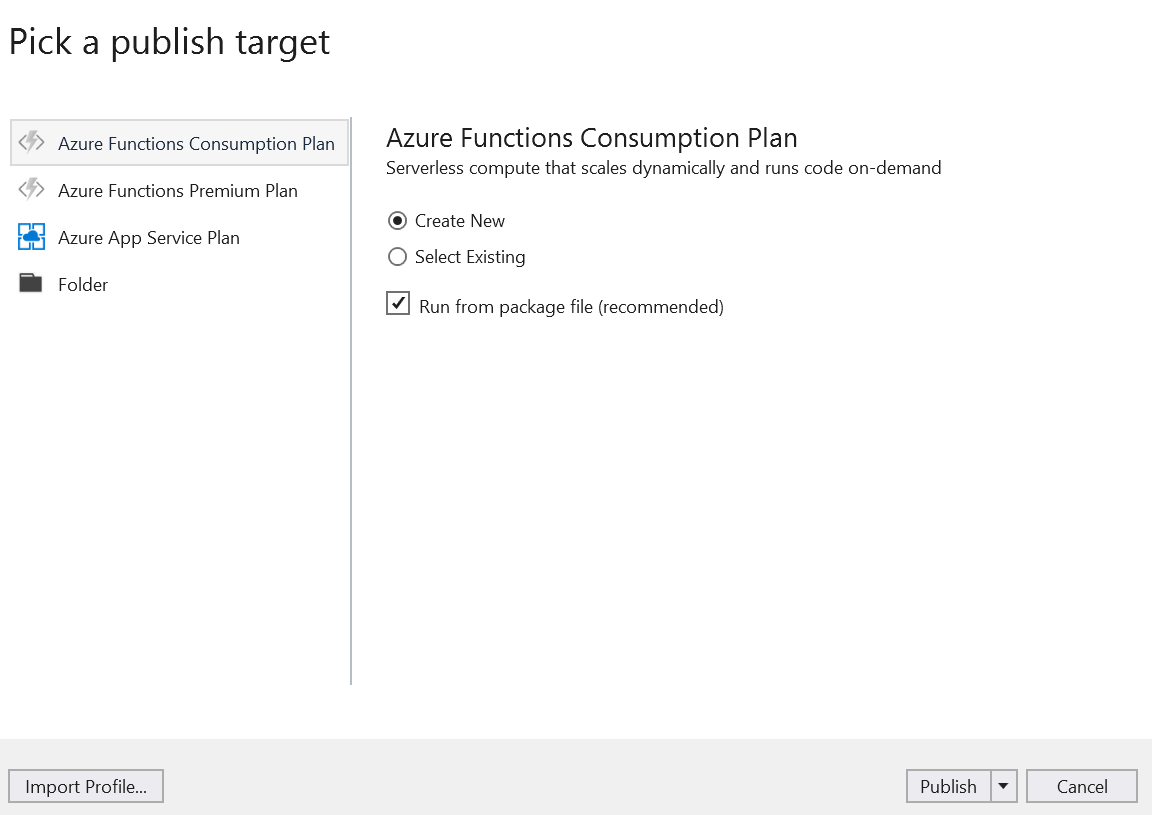 Pick a publish target
Azure Functions Consumption Plan
Azure Functions Premium Plan
Azure App Service Plan
Folder
Azure Functions Consumption Plan
Serverless compute that scales dynamically and runs code on-demand
Create New
Select Existing
Run from package file (recommended)
Import Profile...
Publish
Cancel